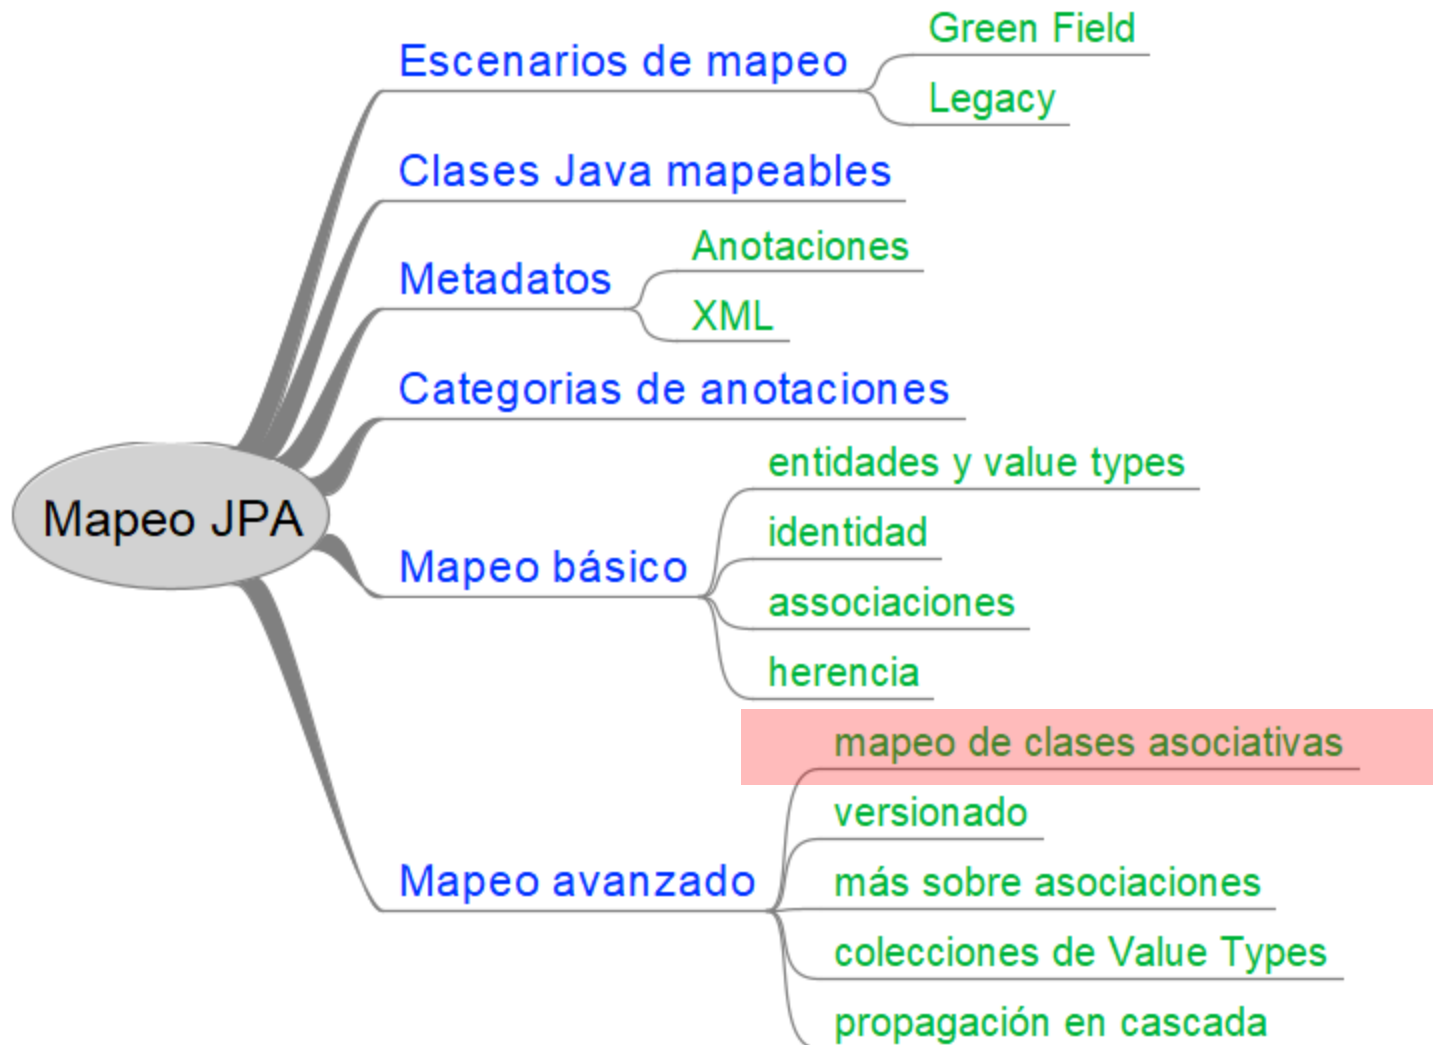 Mapeo JPA
Escenarios de mapeo
Green Field
Legacy
Clases Java mapeables
Metadatos
Anotaciones
XML
Categorias de anotaciones
Mapeo básico
entidades y value types
identidad
associaciones
herencia
Mapeo avanzado
mapeo de clases asociativas
versionado
más sobre asociaciones
colecciones de Value Types
propagación en cascada